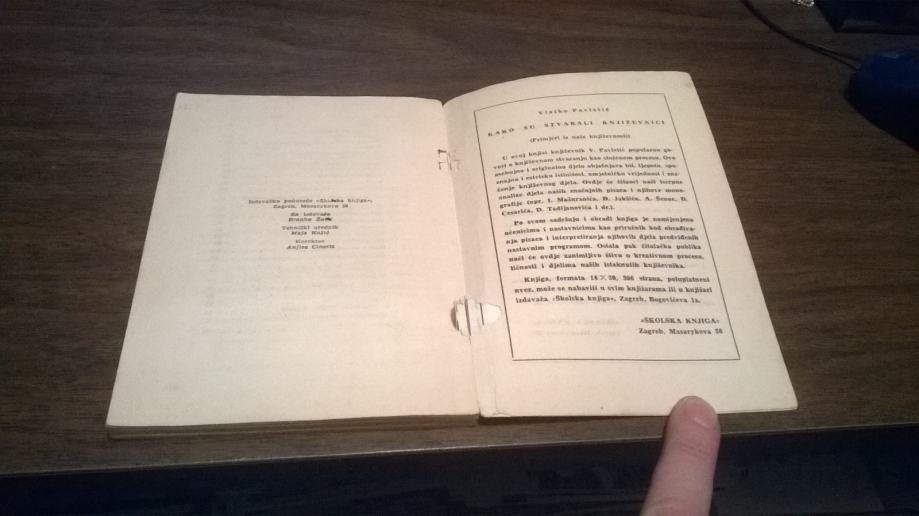 Izdavačko poduzeće »Školska knjiga«,
Zagreb, Masarykova 28
Za izdavača
Branko
Tehnički urednik
Maja
Korektor
Anjica
Vlatko Pavletić
KAKO SU STVARALI KNJIŽEVNICI
(Primjeri iz naše književnosti)
U ovoj knjizi književnik V. Pavletić popularno go-
vori o književnom stvaranju kao složenom procesu. Ovo
osebujno i originalno djelo objašnjava bit, ljepotu, spo-
znajnu i estetsku istinitost, umjetničku vrijednost i zna-
čenje književnog djela. Ovdje će čitaoci naći iscrpne
analize djela naših značajnih pisaca i njihove mono-
grafije (npr. I. Mažuranića, Đ. Jakšića, A. Šenoe, D.
Cesarića, D. Tadijanovića i dr.).
Po svom sadržaju i obradi knjiga je namijenjena
učenicima i nastavnicima kao priručnik kod obrađiva-
nja pisaca i interpretiranja njihovih djela predviđenih
nastavnim programom. Ostala pak čitalačka publika
naći će ovdje zanimljivo štivo o kreativnom procesu,
ličnosti i djelima naših istaknutih književnika.
Knjiga, formata 14×20, strana, poluplatneni
uvez, može se nabaviti u svim knjižarama ili u knjižari
izdavača »Školska knjiga«, Zagreb, Bogovićeva 1a.
»ŠKOLSKA KNJIGA«
Zagreb, Masarykova 28